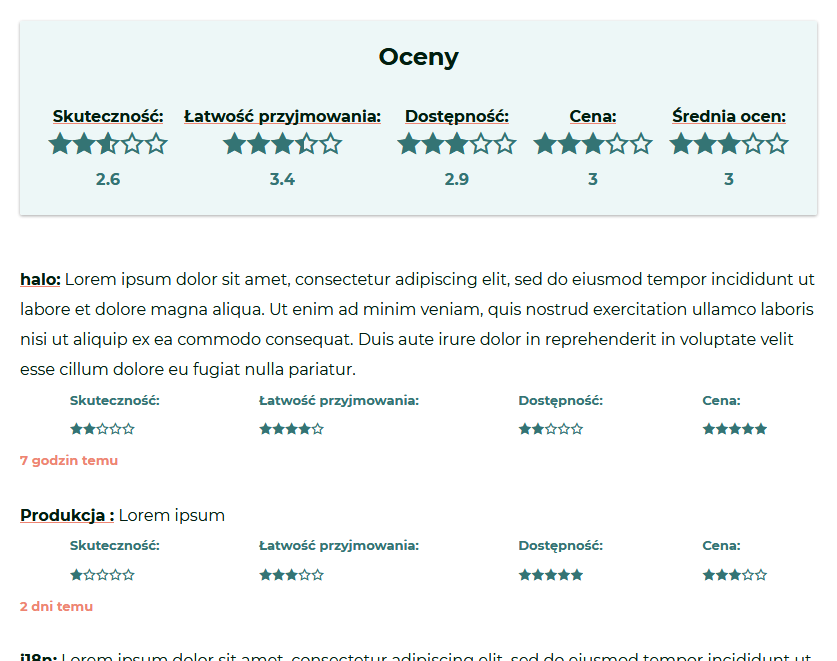 Oceny
Skuteczność: Łatwość przyjmowania: Dostępność: Cena: Średnia ocen:
2.6 3.4 2.9 3 3
halo: Lorem ipsum dolor sit amet, consectetur adipiscing elit, sed do eiusmod tempor incididunt ut
labore et dolore magna aliqua. Ut enim ad minim veniam, quis nostrud exercitation ullamco laboris
nisi ut aliquip ex ea commodo consequat. Duis aute irure dolor in reprehenderit in voluptate velit
esse cillum dolore eu fugiat nulla pariatur.
Skuteczność: Łatwość przyjmowania: Dostępność: Cena:
7 godzin temu
Produkcja : Lorem ipsum
Skuteczność: Łatwość przyjmowania: Dostępność: Cena:
2 dni temu
i18n: Lorem ipsum dolor sit amet, consectetur adipiscing elit, sed do eiusmod tempor incididunt ut